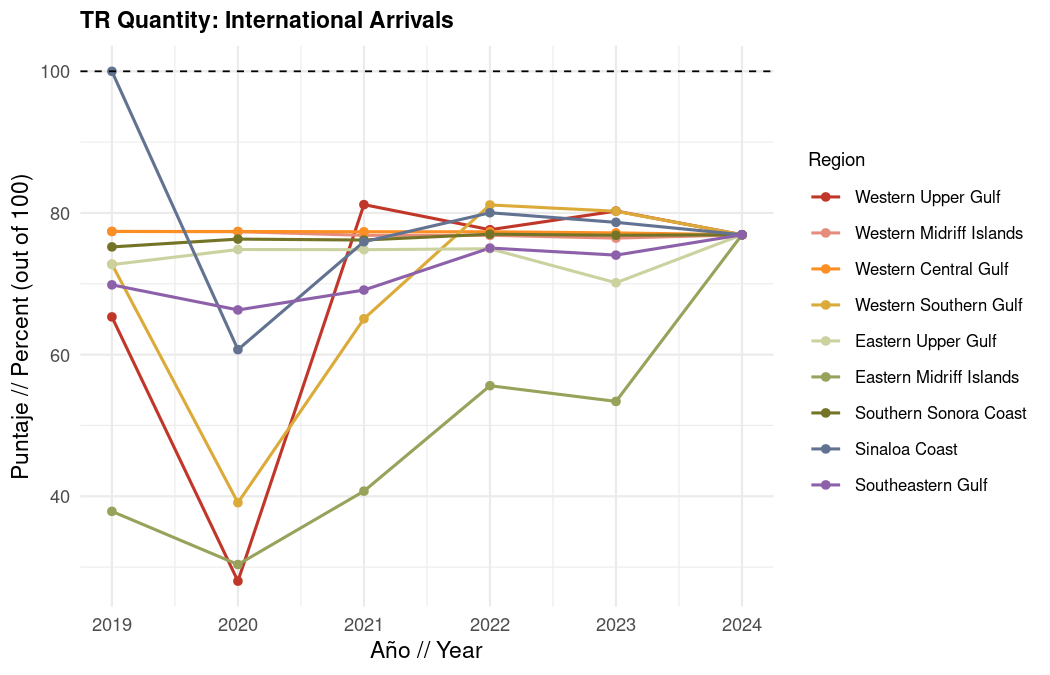 TR Quantity: International Arrivals
100
80
60
40
2019 2020 2021 2022 2023 2024
Año // Year
Puntaje // Percent (out of 100)
Region
Western Upper Gulf
Western Midriff Islands
Western Central Gulf
Western Southern Gulf
Eastern Upper Gulf
Eastern Midriff Islands
Southern Sonora Coast
Sinaloa Coast
Southeastern Gulf